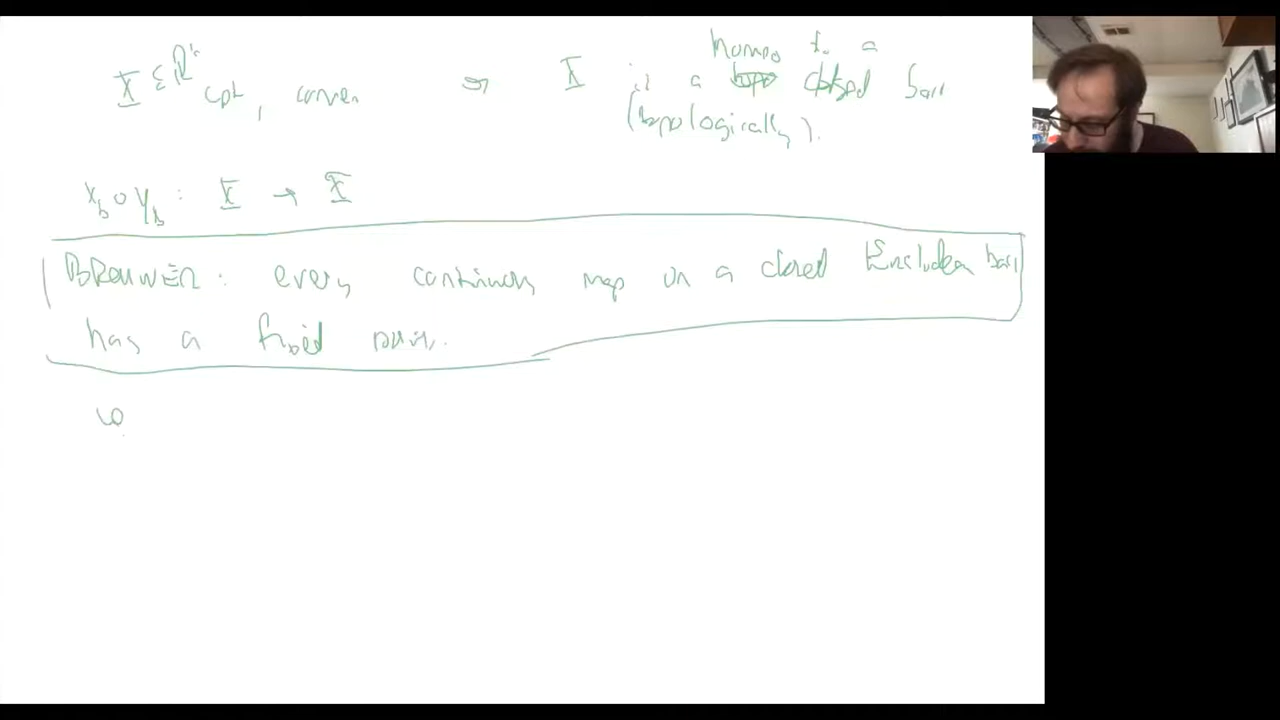 X ⊆ ℝᵏ cpt, convex ⇒ X is a homeo to a closed ball
(topologically).
x_b ∘ y_b : X → X
BROUWER: every continuous map on a closed Euclidean ball
has a fixed point.